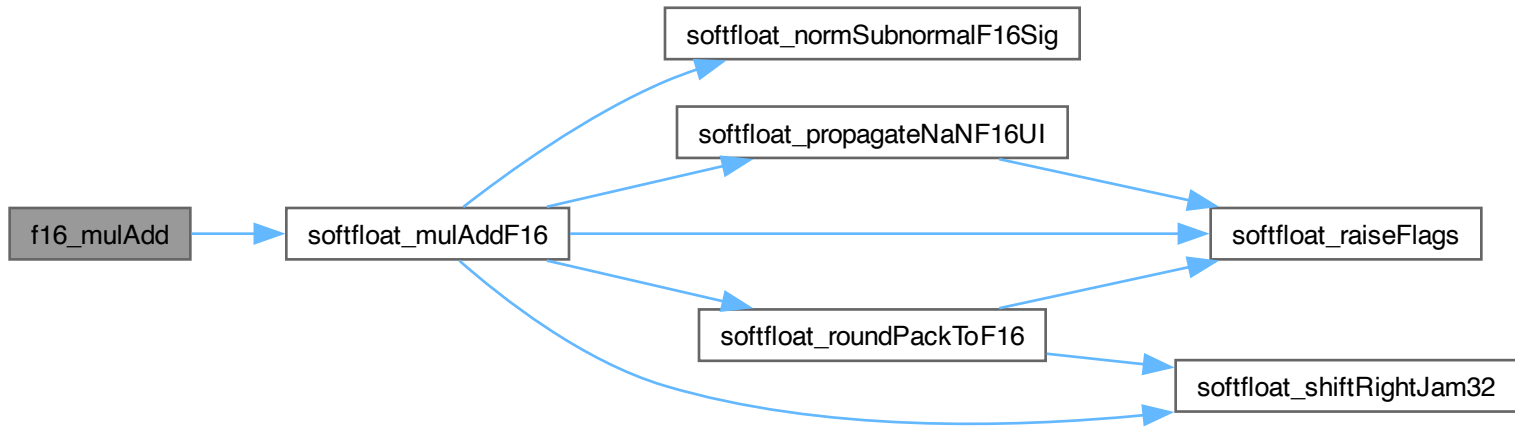 softfloat_normSubnormalF16Sig
softfloat_propagateNaNF16UI
f16_mulAdd
softfloat_mulAddF16
softfloat_raiseFlags
softfloat_roundPackToF16
softfloat_shiftRightJam32